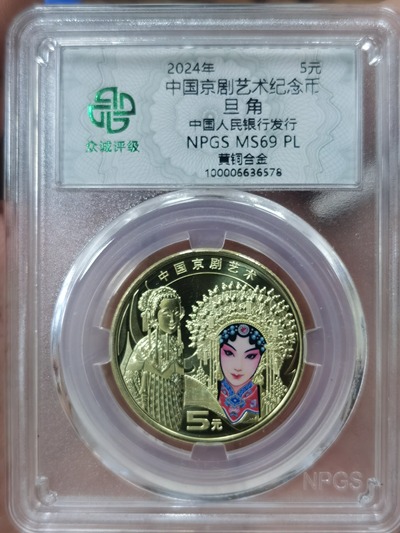 2024年 5元
中国京剧艺术纪念币
旦角
中国人民银行发行
NPGS MS69 PL
黄铜合金
100006636578
众诚评级
中国京剧艺术
5元
NPGS